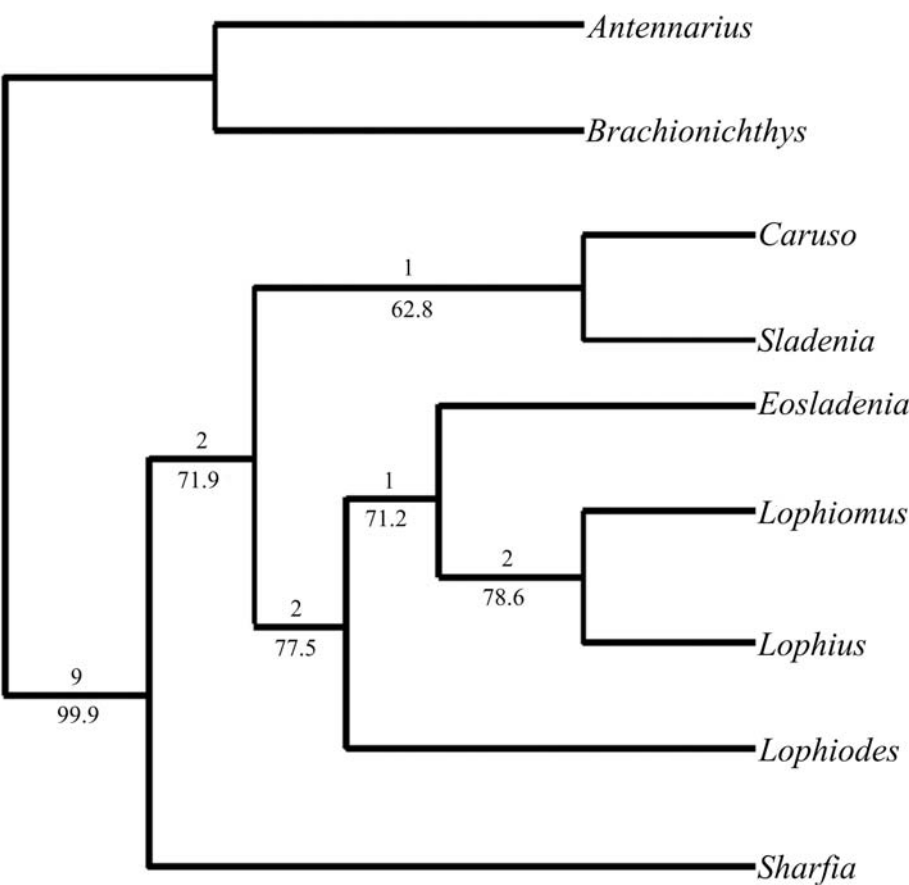 Antennarius
Brachionichthys
Caruso
1
62.8
Sladenia
Eosladenia
2
71.9
1
71.2
Lophiomus
2
78.6
2
77.5
Lophius
9
99.9
Lophiodes
Sharfia